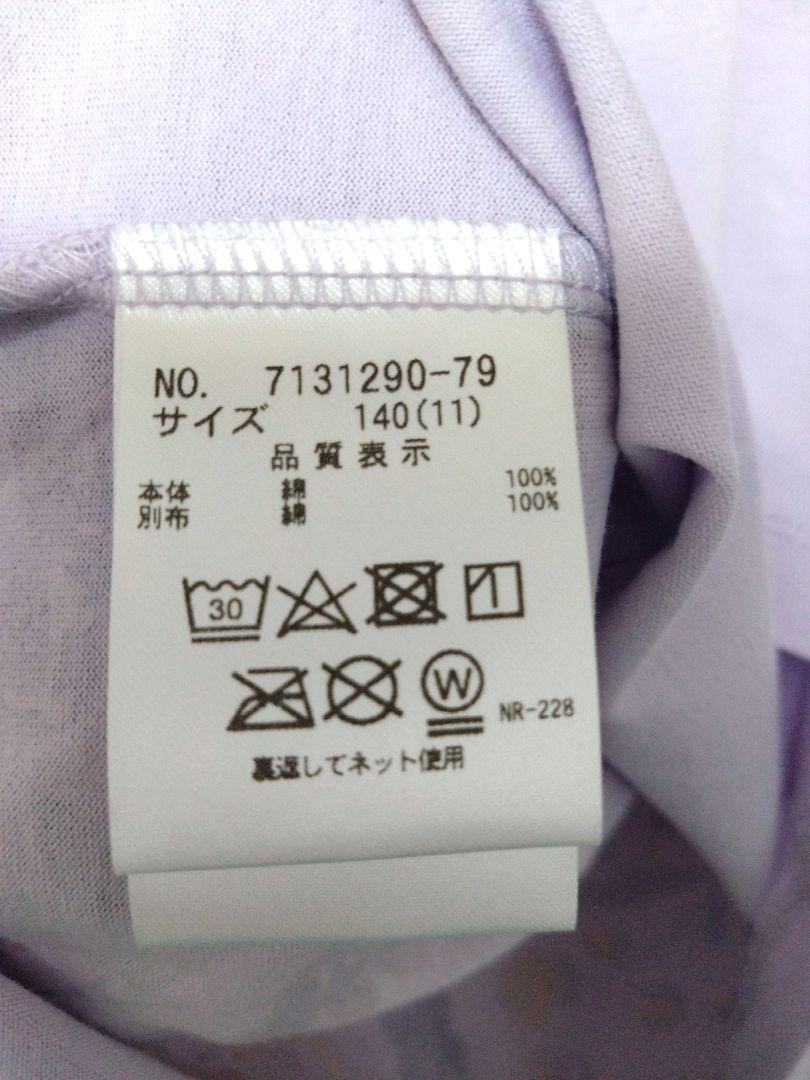 NO. 7131290-79
サイズ 140(11)
品質表示
本体 綿 100%
別布 綿 100%
30
W NR-228
裏返してネット使用